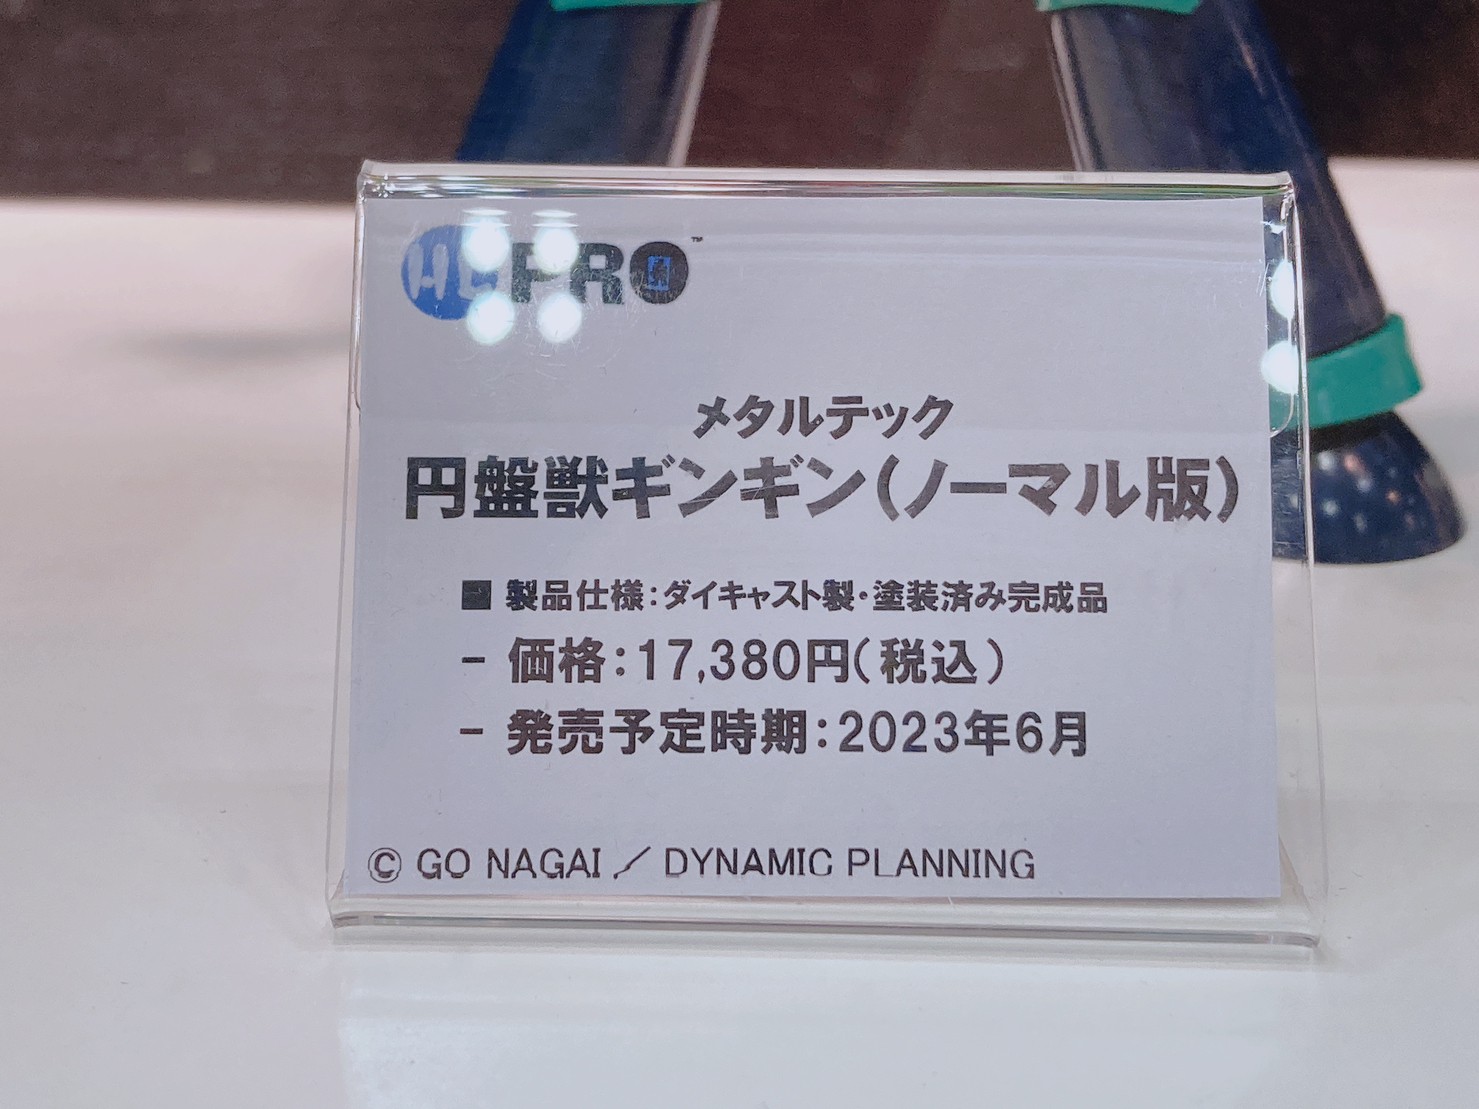 HLPRO™
メタルテック
円盤獣ギンギン(ノーマル版)
■ 製品仕様:ダイキャスト製・塗装済み完成品
- 価格:17,380円(税込)
- 発売予定時期:2023年6月
© GO NAGAI / DYNAMIC PLANNING